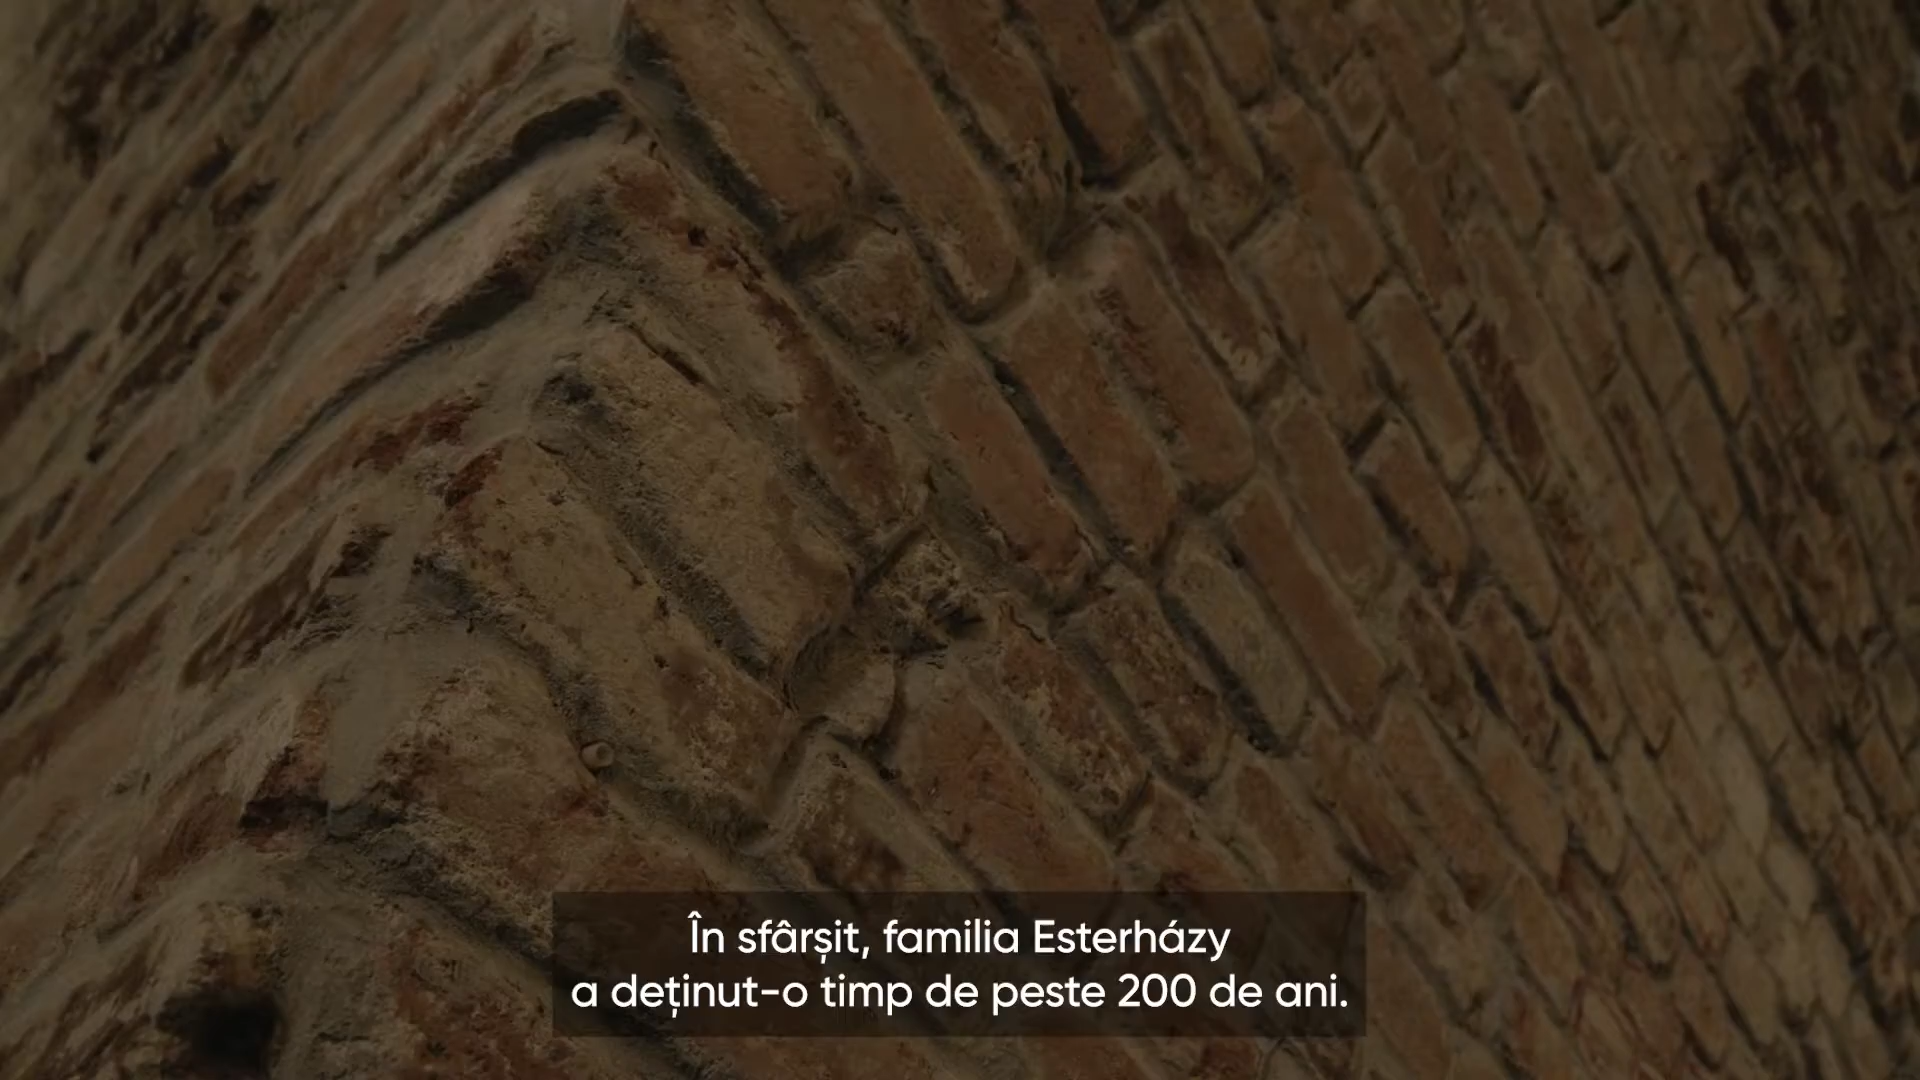 În sfârșit, familia Esterházy
a deținut-o timp de peste 200 de ani.